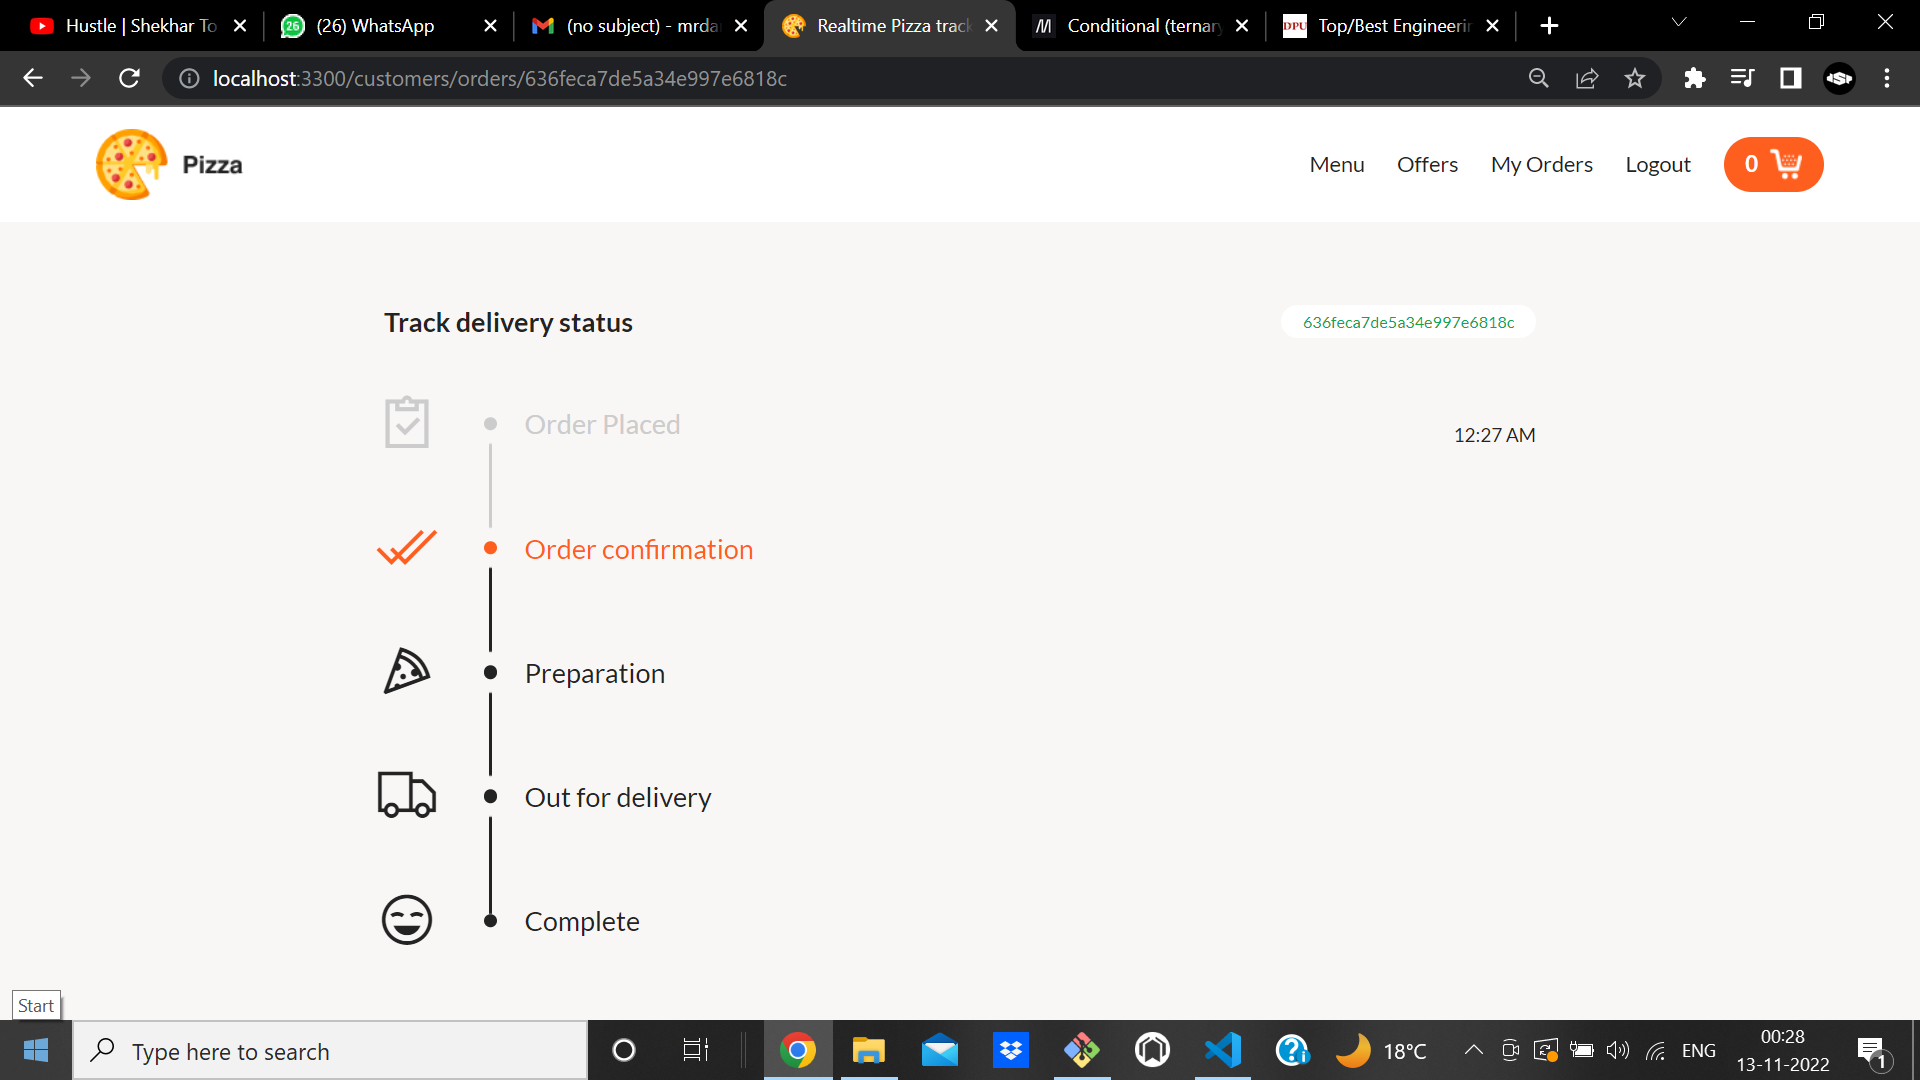 Hustle | Shekhar To
26
(26) WhatsApp
(no subject) - mrda
Realtime Pizza track
Conditional (ternary
DPU
Top/Best Engineerin
localhost:3300/customers/orders/636feca7de5a34e997e6818c
Pizza
Menu
Offers
My Orders
Logout
0
Track delivery status
636feca7de5a34e997e6818c
Order Placed
12:27 AM
Order confirmation
Preparation
Out for delivery
Complete
Start
Type here to search
18°C
ENG
00:28
13-11-2022
1